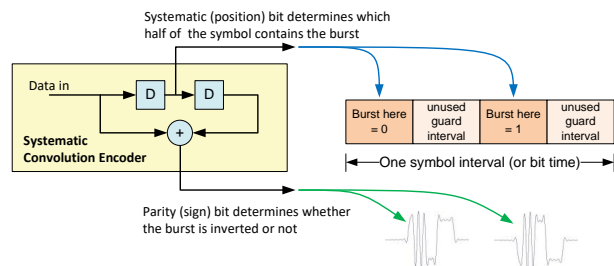 Systematic (position) bit determines which
half of the symbol contains the burst
Data in
D
D
+
Systematic
Convolution Encoder
Burst here
= 0
unused
guard
interval
Burst here
= 1
unused
guard
interval
One symbol interval (or bit time)
Parity (sign) bit determines whether
the burst is inverted or not